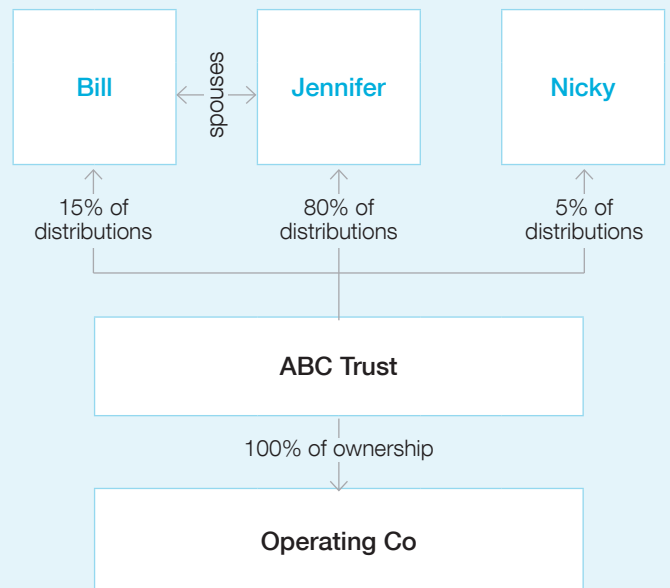 Bill
spouses
Jennifer
Nicky
15% of
distributions
80% of
distributions
5% of
distributions
ABC Trust
100% of ownership
Operating Co